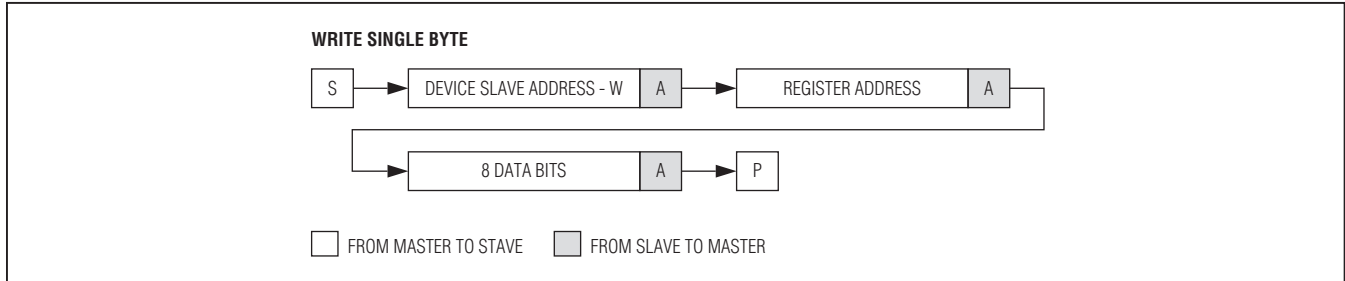 WRITE SINGLE BYTE
S DEVICE SLAVE ADDRESS - W A REGISTER ADDRESS A
8 DATA BITS A P
FROM MASTER TO STAVE FROM SLAVE TO MASTER